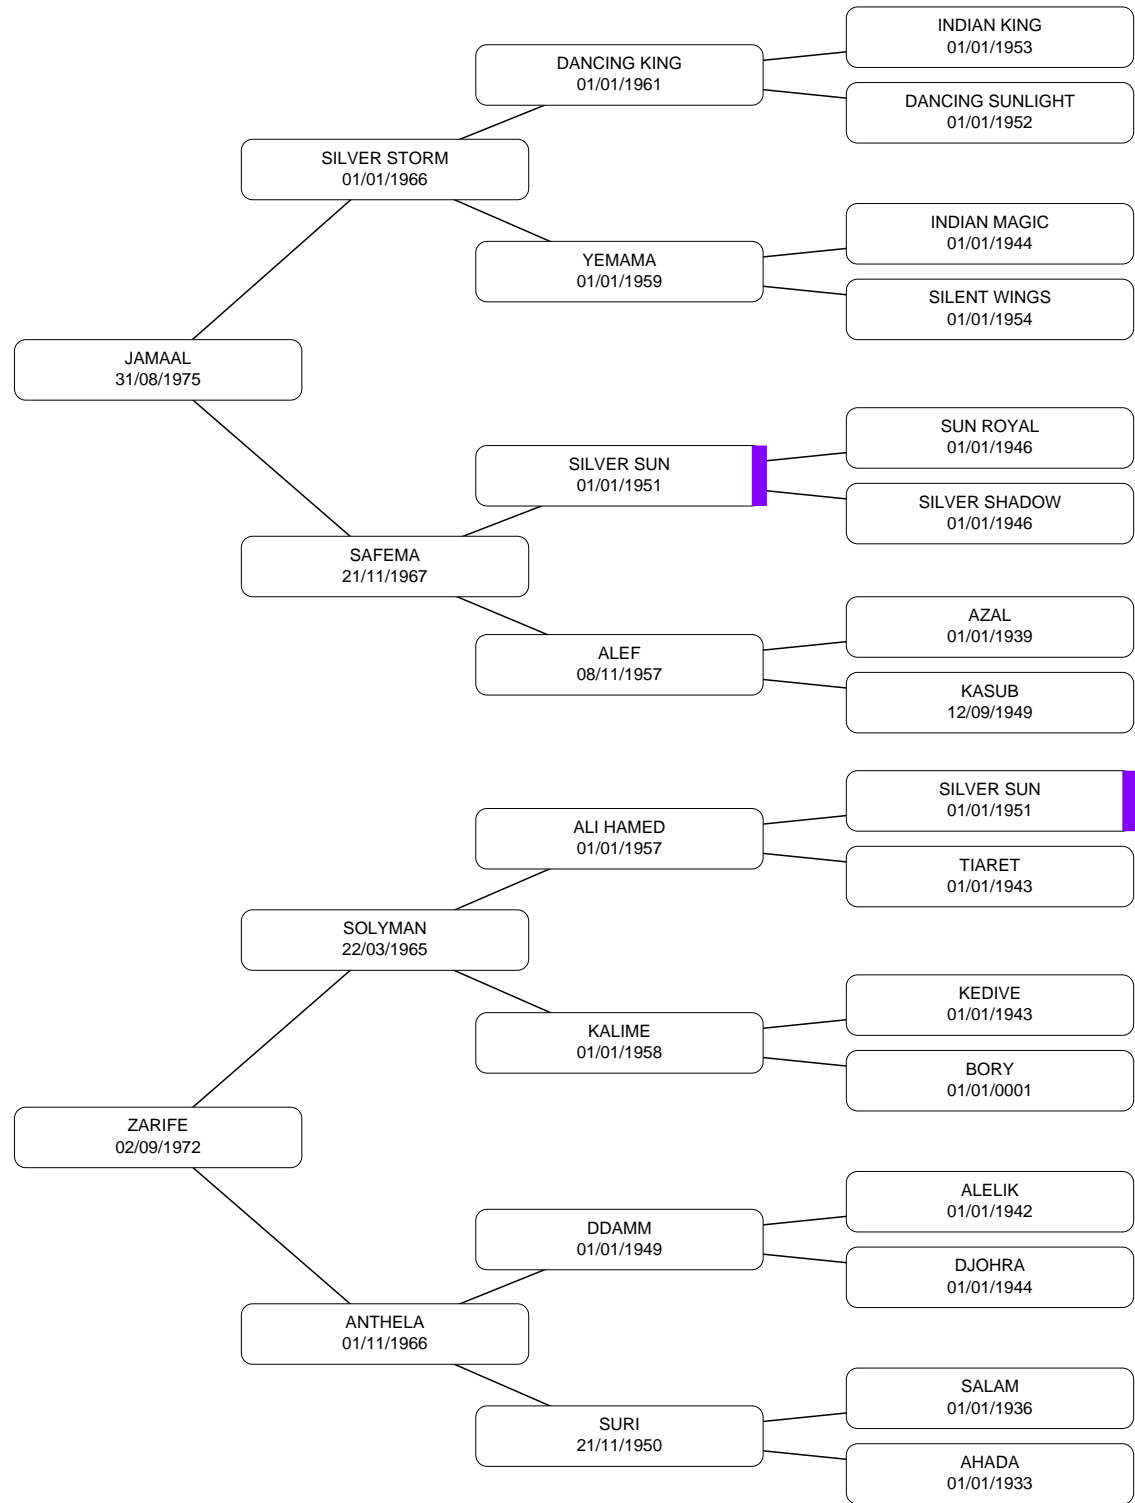 INDIAN KING
01/01/1953
DANCING KING
01/01/1961
DANCING SUNLIGHT
01/01/1952
SILVER STORM
01/01/1966
INDIAN MAGIC
01/01/1944
YEMAMA
01/01/1959
SILENT WINGS
01/01/1954
JAMAAL
31/08/1975
SUN ROYAL
01/01/1946
SILVER SUN
01/01/1951
SILVER SHADOW
01/01/1946
SAFEMA
21/11/1967
AZAL
01/01/1939
ALEF
08/11/1957
KASUB
12/09/1949
SILVER SUN
01/01/1951
ALI HAMED
01/01/1957
TIARET
01/01/1943
SOLYMAN
22/03/1965
KEDIVE
01/01/1943
KALIME
01/01/1958
BORY
01/01/0001
ZARIFE
02/09/1972
ALELIK
01/01/1942
DDAMM
01/01/1949
DJOHRA
01/01/1944
ANTHELA
01/11/1966
SALAM
01/01/1936
SURI
21/11/1950
AHADA
01/01/1933